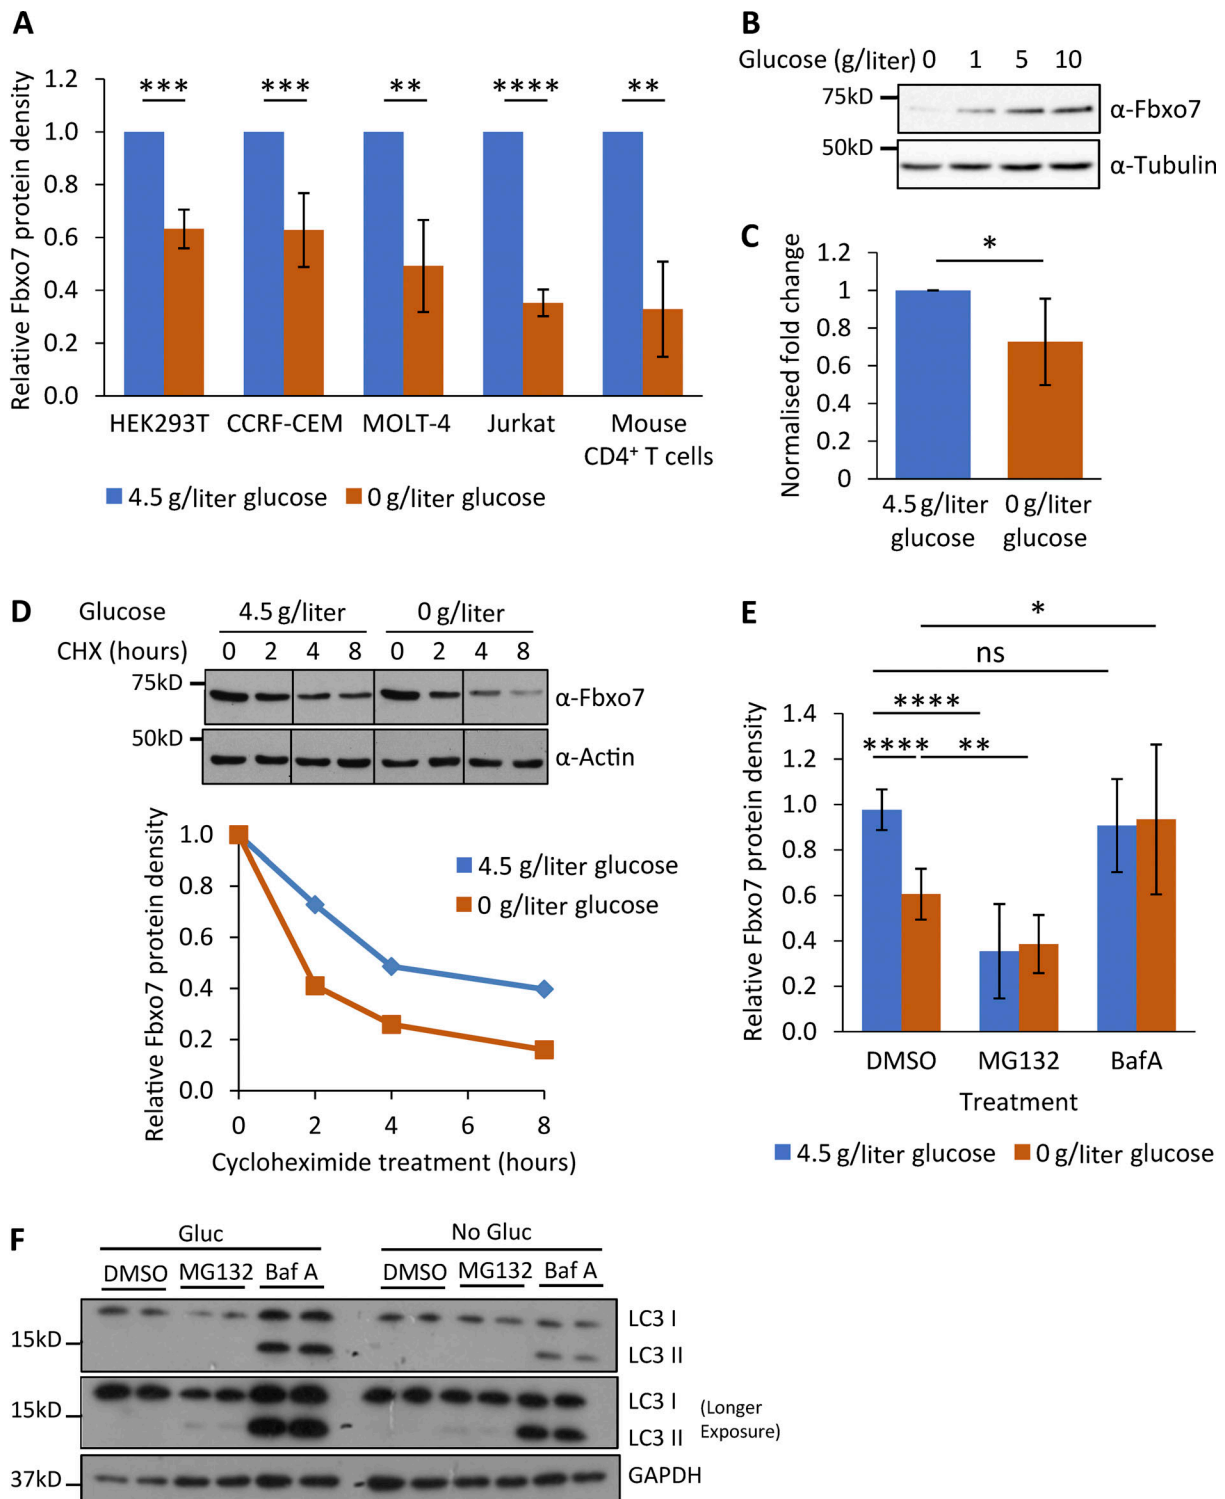 A
Relative Fbxo7 protein density
1.2
1.0
0.8
0.6
0.4
0.2
0.0
*** *** ** **** **
HEK293T CCRF-CEM MOLT-4 Jurkat Mouse
CD4+ T cells
4.5 g/liter glucose 0 g/liter glucose
B
Glucose (g/liter) 0 1 5 10
75kD
α-Fbxo7
50kD
α-Tubulin
C
Normalised fold change
*
1.2
1
0.8
0.6
0.4
0.2
0
4.5 g/liter 0 g/liter
glucose glucose
D
Glucose 4.5 g/liter 0 g/liter
CHX (hours) 0 2 4 8 0 2 4 8
75kD
α-Fbxo7
50kD
α-Actin
Relative Fbxo7 protein density
1.0
0.8
0.6
0.4
0.2
0.0
4.5 g/liter glucose
0 g/liter glucose
0 2 4 6 8
Cycloheximide treatment (hours)
E
*
ns
****
**** **
Relative Fbxo7 protein density
1.4
1.2
1.0
0.8
0.6
0.4
0.2
0.0
DMSO MG132 BafA
Treatment
4.5 g/liter glucose 0 g/liter glucose
F
Gluc No Gluc
DMSO MG132 Baf A DMSO MG132 Baf A
LC3 I
15kD
LC3 II
LC3 I
15kD
LC3 II
(Longer
Exposure)
37kD
GAPDH